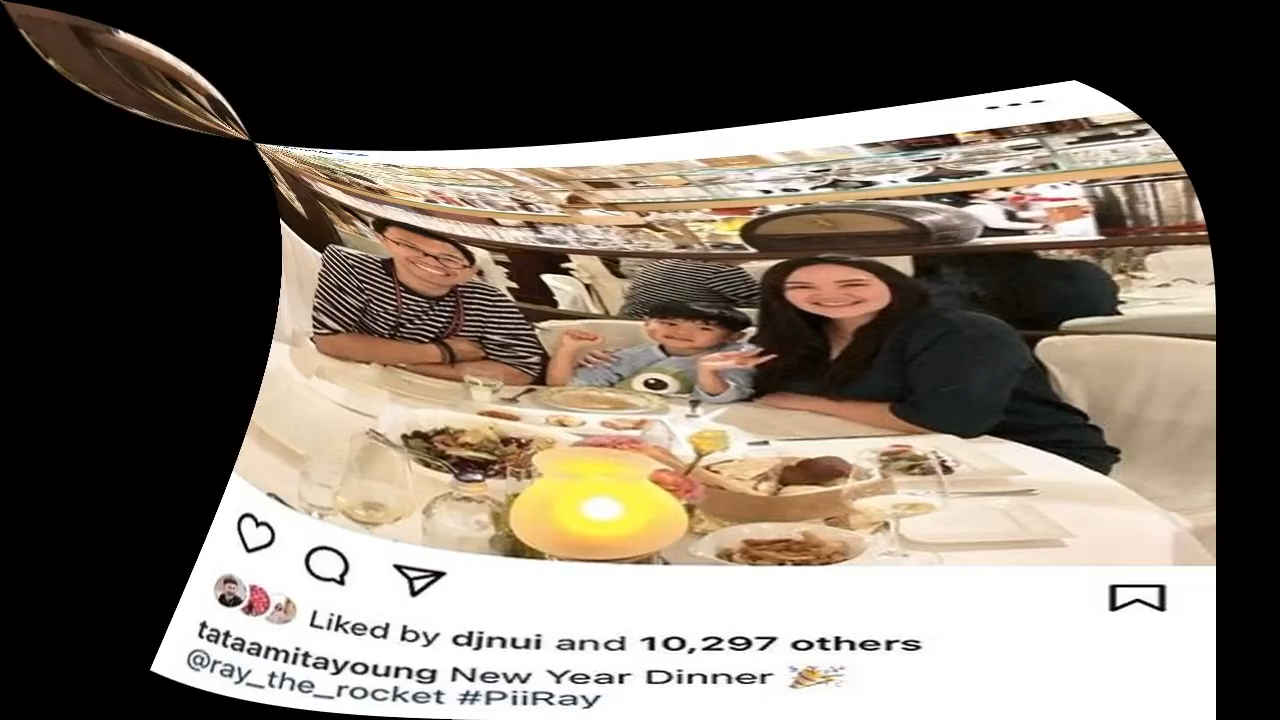 Liked by djnui and 10,297 others
tataamitayoung New Year Dinner 🎉
@ray_the_rocket #PiiRay